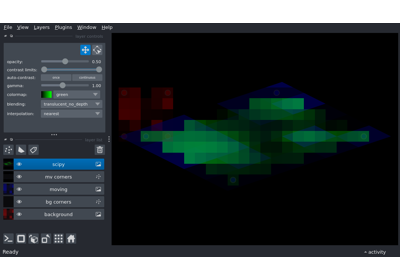 File View Layers Plugins Window Help
opacity: 0.50
contrast limits:
auto-contrast: once continuous
gamma: 1.00
colormap: green
blending: translucent_no_depth
interpolation: nearest
scipy
mv corners
moving
bg corners
background
Ready
activity